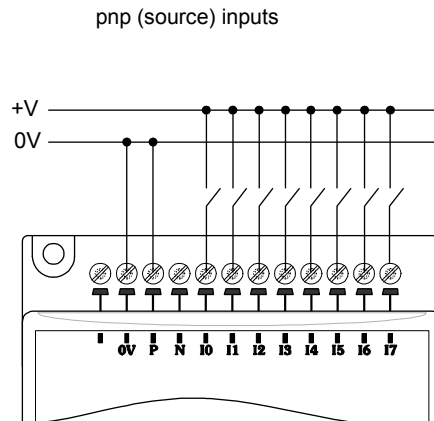 pnp (source) inputs
+V
0V
0V P N I0 I1 I2 I3 I4 I5 I6 I7